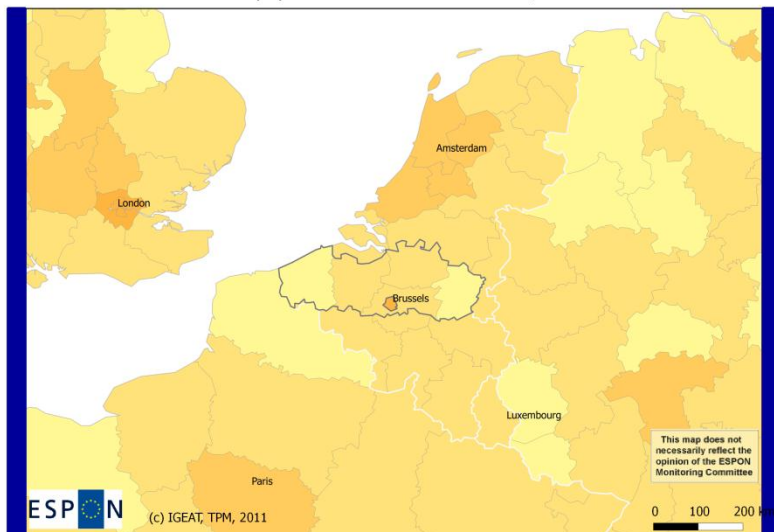 Amsterdam
London
Brussels
Luxembourg
This map does not
necessarily reflect the
opinion of the ESPON
Monitoring Committee
Paris
ESPON
(c) IGEAT, TPM, 2011
0 100 200 k